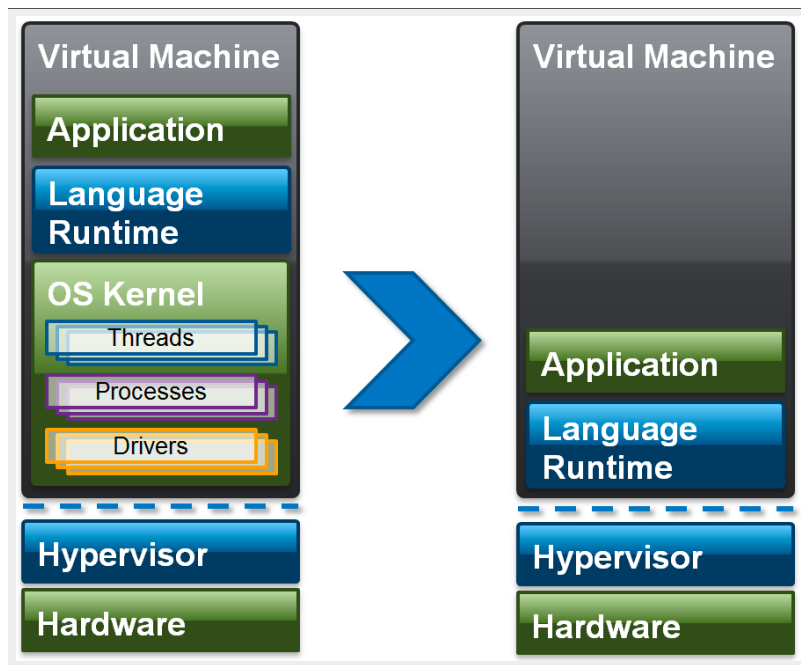 Virtual Machine
Application
Language
Runtime
OS Kernel
Threads
Processes
Drivers
Hypervisor
Hardware
Virtual Machine
Application
Language
Runtime
Hypervisor
Hardware